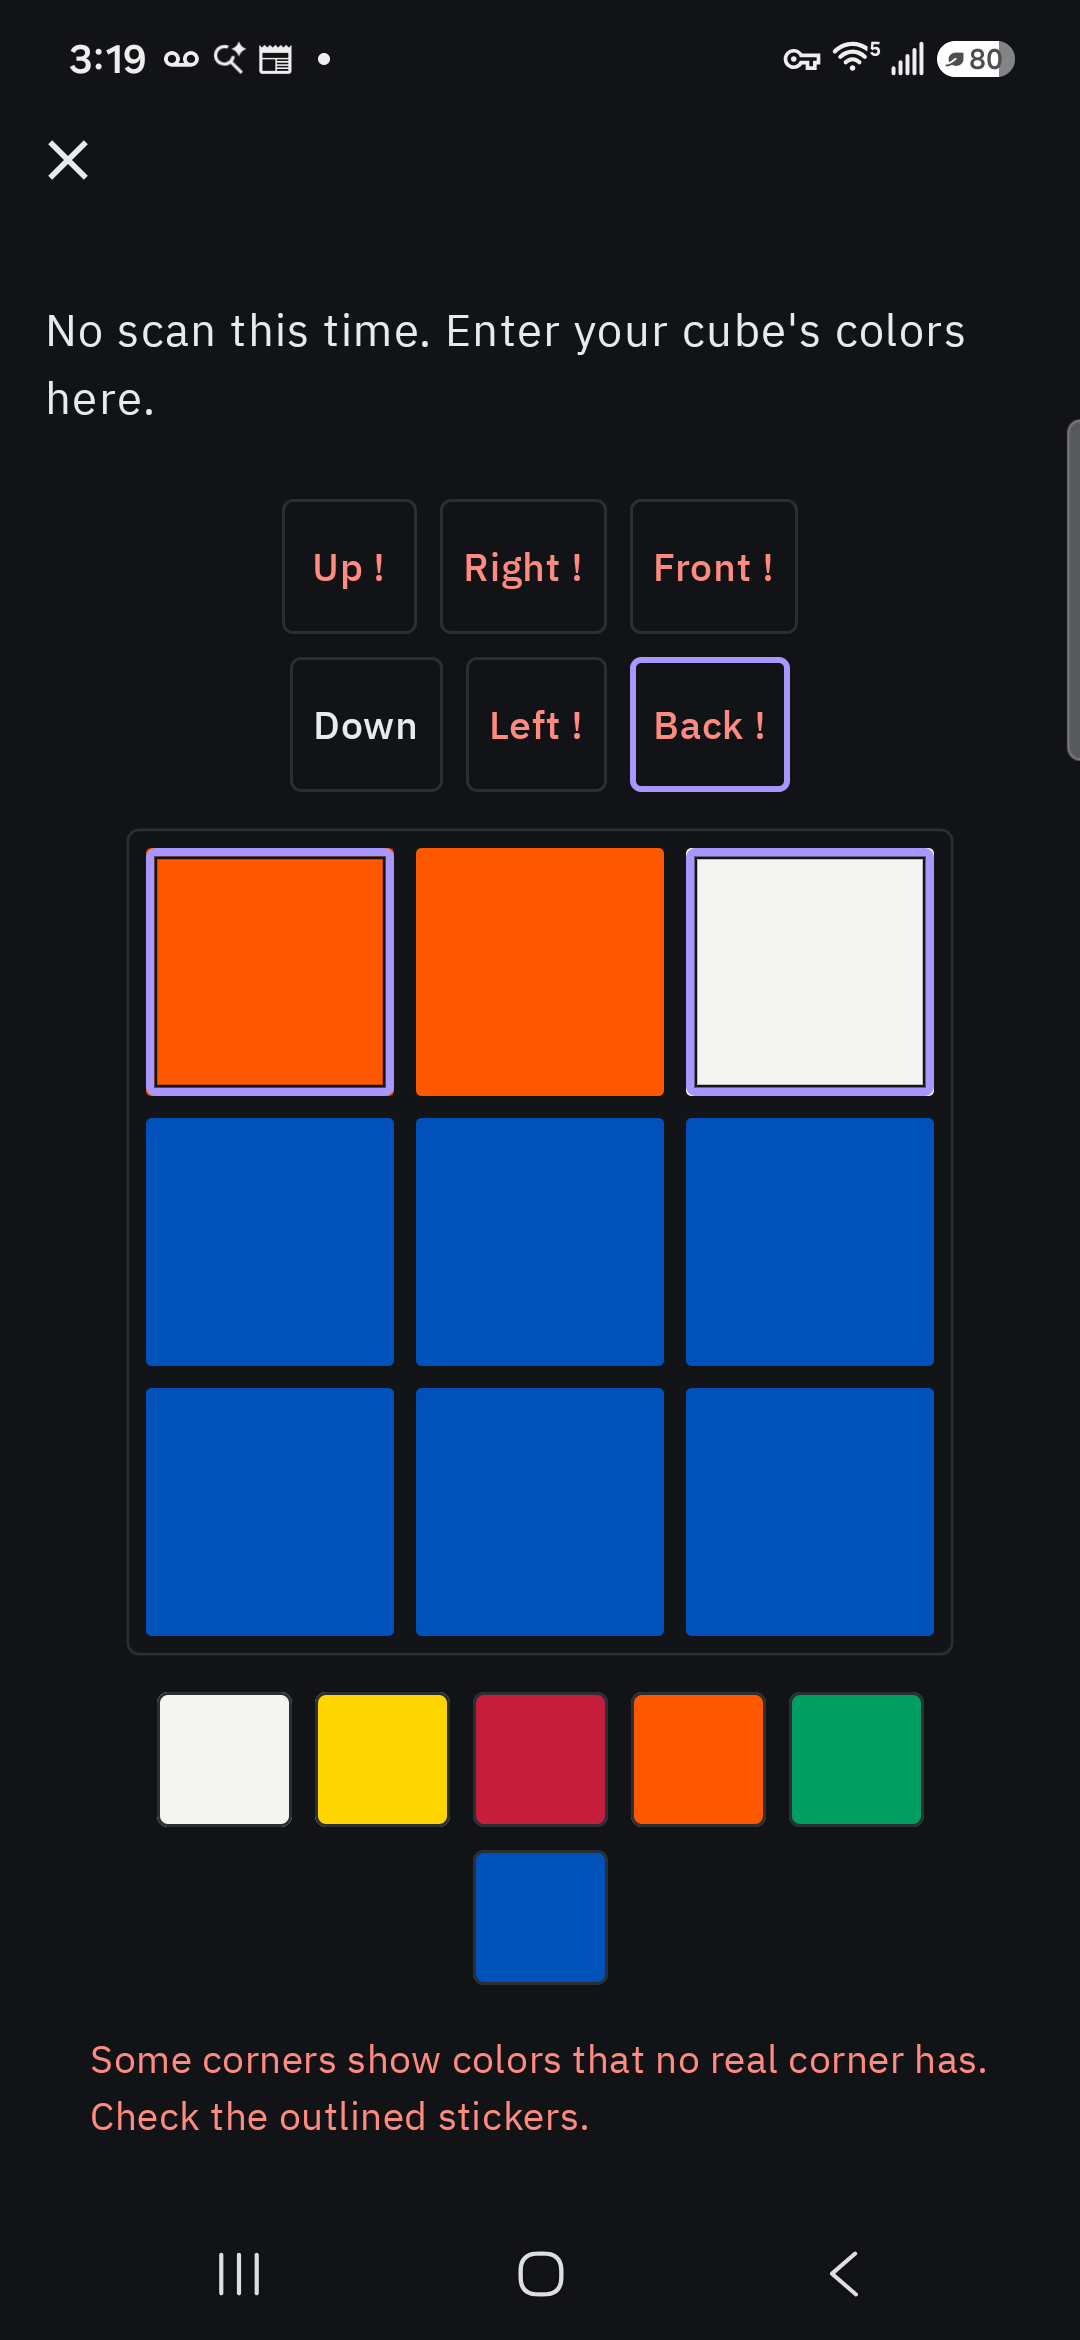 3:19
5
80
No scan this time. Enter your cube's colors
here.
Up !
Right !
Front !
Down
Left !
Back !
Some corners show colors that no real corner has.
Check the outlined stickers.